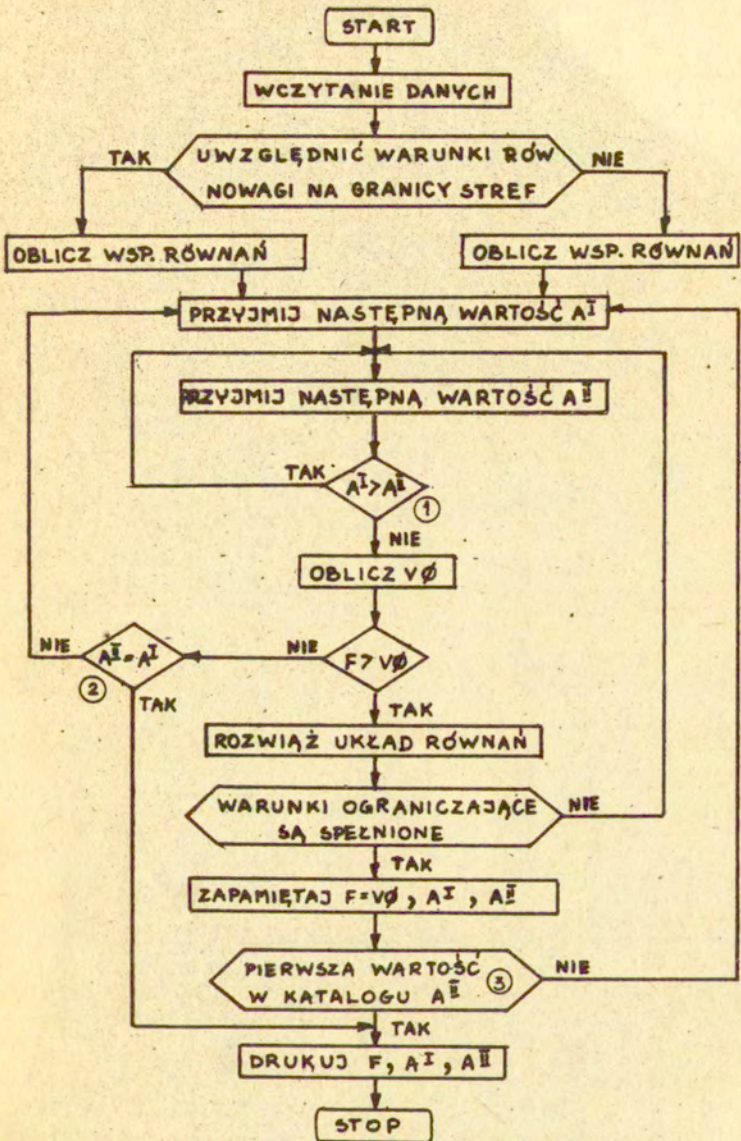 START
WCZYTANIE DANYCH
TAK
UWZGLĘDNIĆ WARUNKI RÓW
NOWAGI NA GRANICY STREF
NIE
OBLICZ WSP. RÓWNAŃ
OBLICZ WSP. RÓWNAŃ
PRZYJMIJ NASTĘPNĄ WARTOŚĆ A^I
PRZYJMIJ NASTĘPNĄ WARTOŚĆ A^II
TAK
A^I > A^II
1
NIE
OBLICZ VØ
NIE
A^II = A^I
2
TAK
NIE
F > VØ
TAK
ROZWIĄŻ UKŁAD RÓWNAŃ
WARUNKI OGRANICZAJĄCE
SĄ SPEŁNIONE
NIE
TAK
ZAPAMIĘTAJ F=VØ, A^I, A^II
PIERWSZA WARTOŚĆ
W KATALOGU A^II
3
NIE
TAK
DRUKUJ F, A^I, A^II
STOP